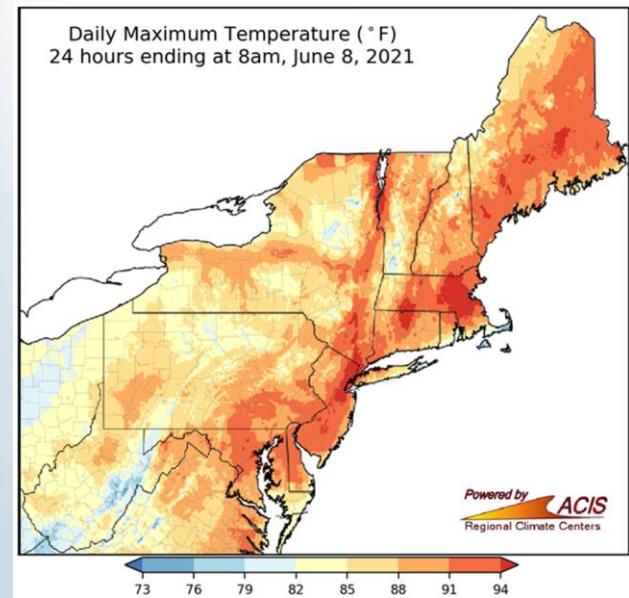 Daily Maximum Temperature (°F)
24 hours ending at 8am, June 8, 2021
Powered by
ACIS
Regional Climate Centers
73 76 79 82 85 88 91 94